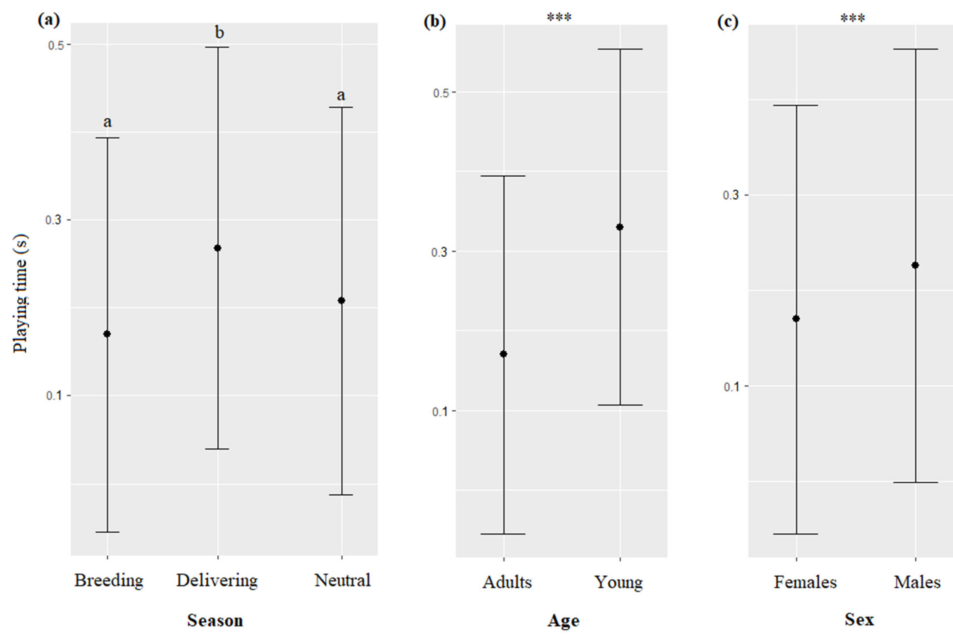 (a)
(b)
***
(c)
***
b
a
a
0.5
0.3
0.1
0.5
0.3
0.1
0.3
0.1
Playing time (s)
Breeding
Delivering
Neutral
Adults
Young
Females
Males
Season
Age
Sex